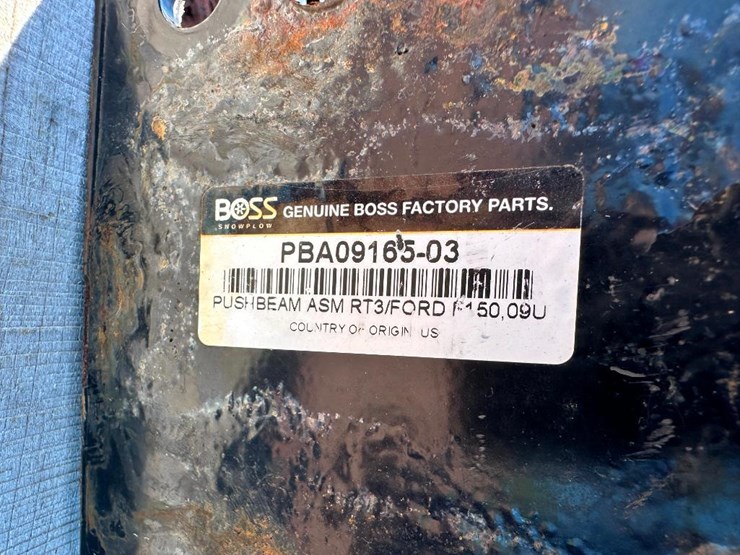 BOSS GENUINE BOSS FACTORY PARTS.
SNOWPLOW
PBA09165-03
PUSHBEAM ASM RT3/FORD F150,09U
COUNTRY OF ORIGIN US